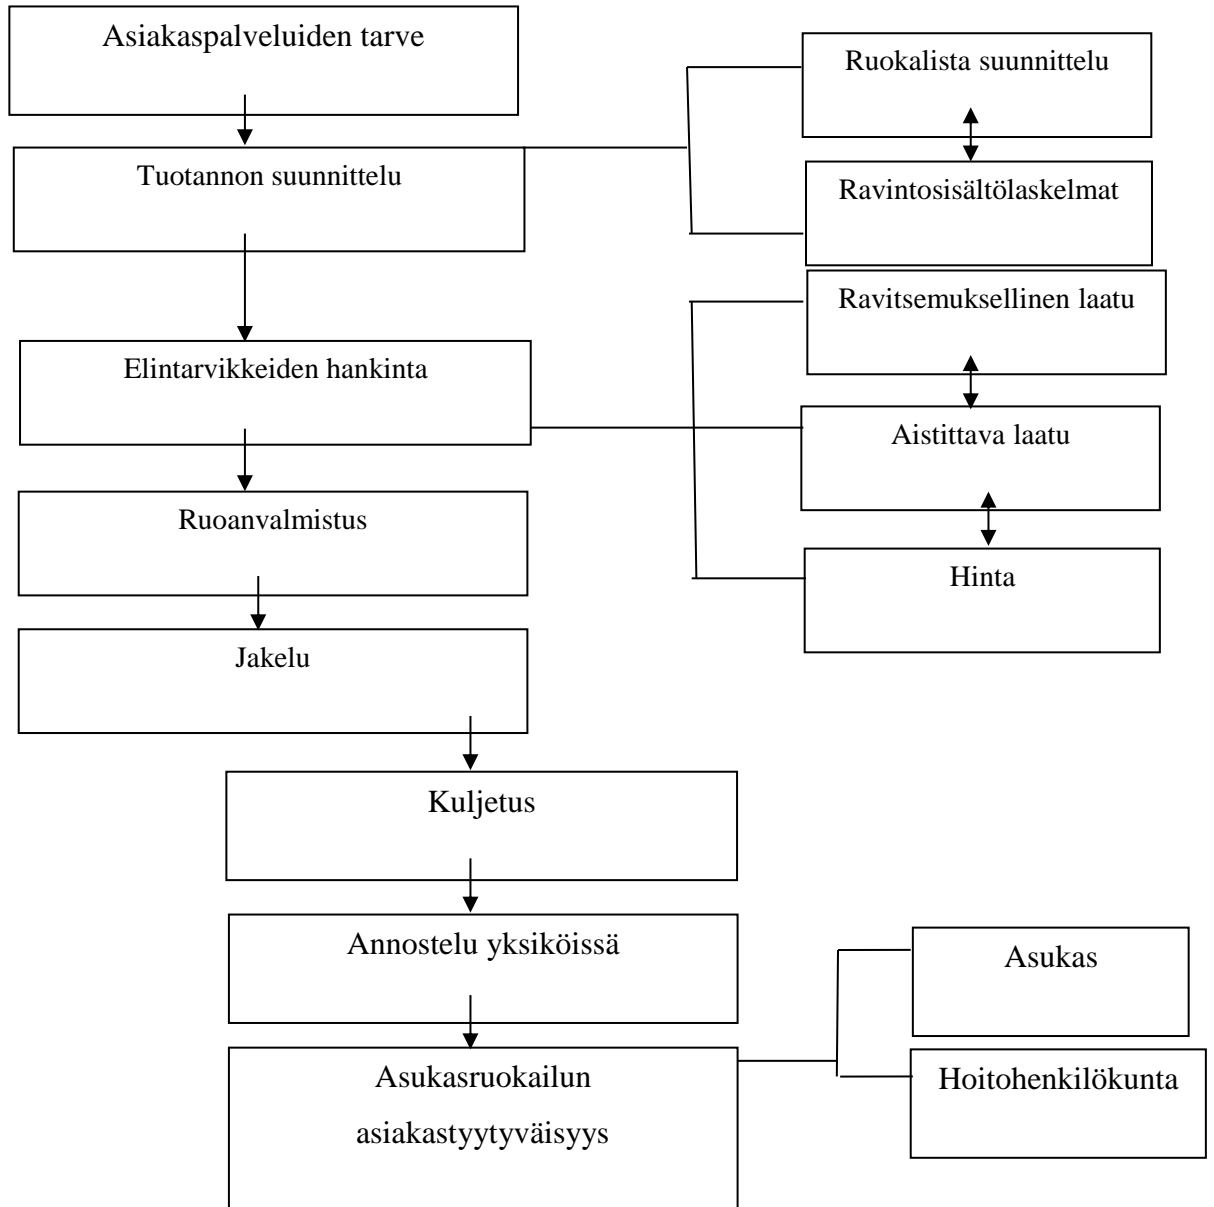 Asiakaspalveluiden tarve
Tuotannon suunnittelu
Ruokalista suunnittelu
Ravintosisältölaskelmat
Elintarvikkeiden hankinta
Ravitsemuksellinen laatu
Aistittava laatu
Hinta
Ruoanvalmistus
Jakelu
Kuljetus
Annostelu yksiköissä
Asukasruokailun
asiakastyytyväisyys
Asukas
Hoitohenkilökunta